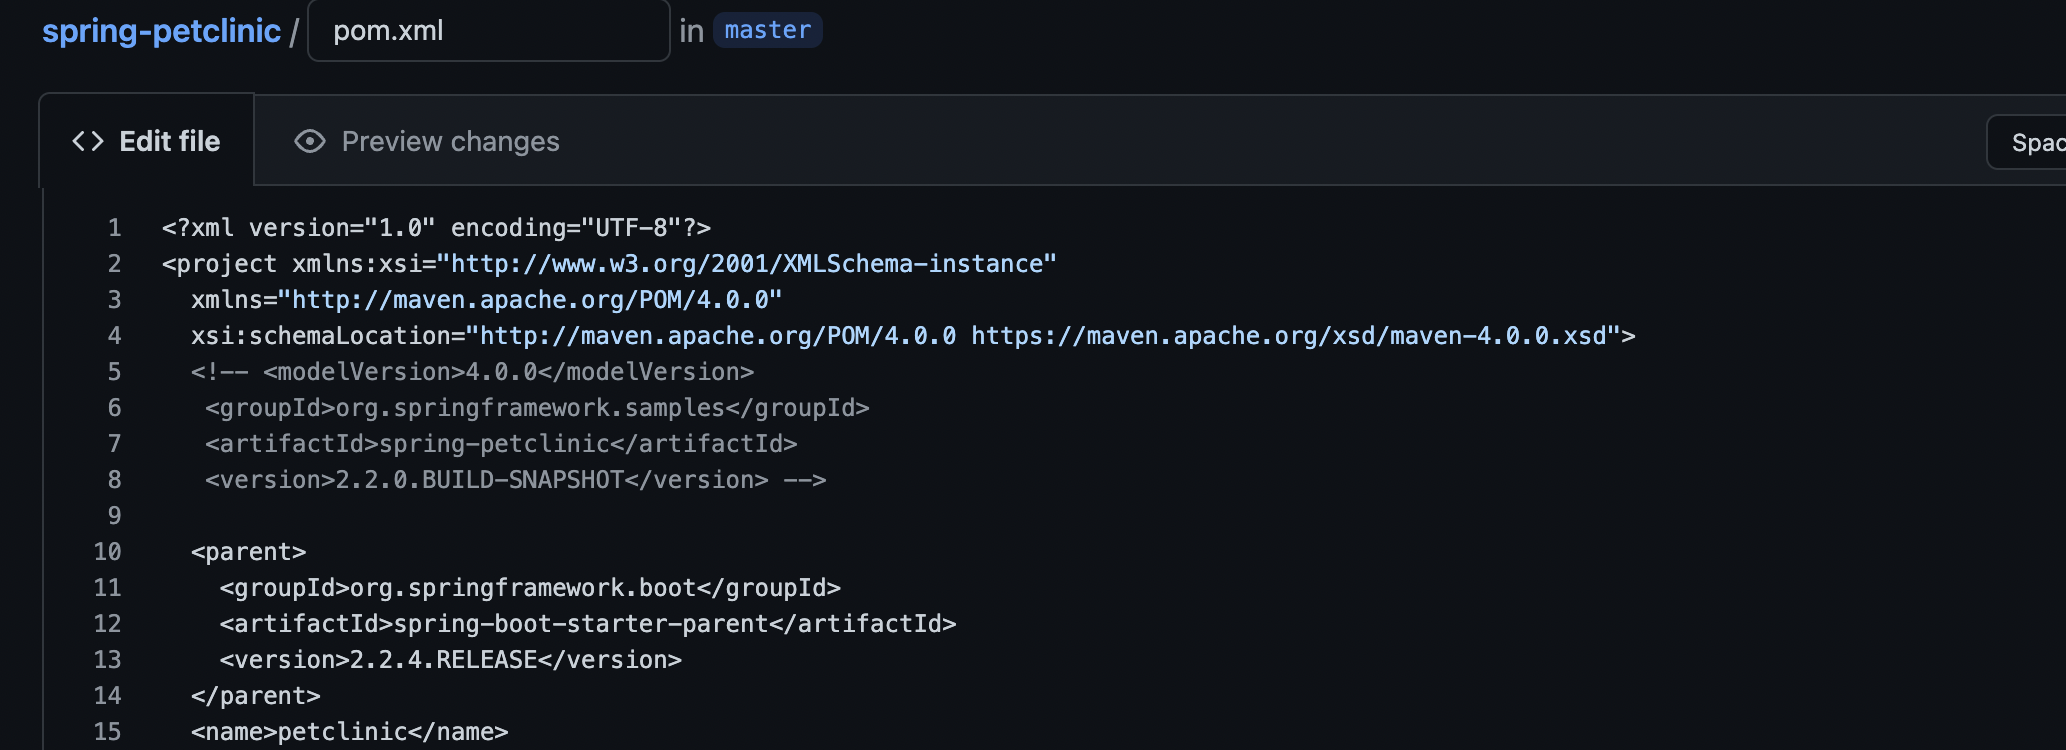 spring-petclinic / pom.xml in master
<> Edit file Preview changes Spac
1 <?xml version="1.0" encoding="UTF-8"?>
2 <project xmlns:xsi="http://www.w3.org/2001/XMLSchema-instance"
3 xmlns="http://maven.apache.org/POM/4.0.0"
4 xsi:schemaLocation="http://maven.apache.org/POM/4.0.0 https://maven.apache.org/xsd/maven-4.0.0.xsd">
5 <!-- <modelVersion>4.0.0</modelVersion>
6 <groupId>org.springframework.samples</groupId>
7 <artifactId>spring-petclinic</artifactId>
8 <version>2.2.0.BUILD-SNAPSHOT</version> -->
9
10 <parent>
11 <groupId>org.springframework.boot</groupId>
12 <artifactId>spring-boot-starter-parent</artifactId>
13 <version>2.2.4.RELEASE</version>
14 </parent>
15 <name>petclinic</name>